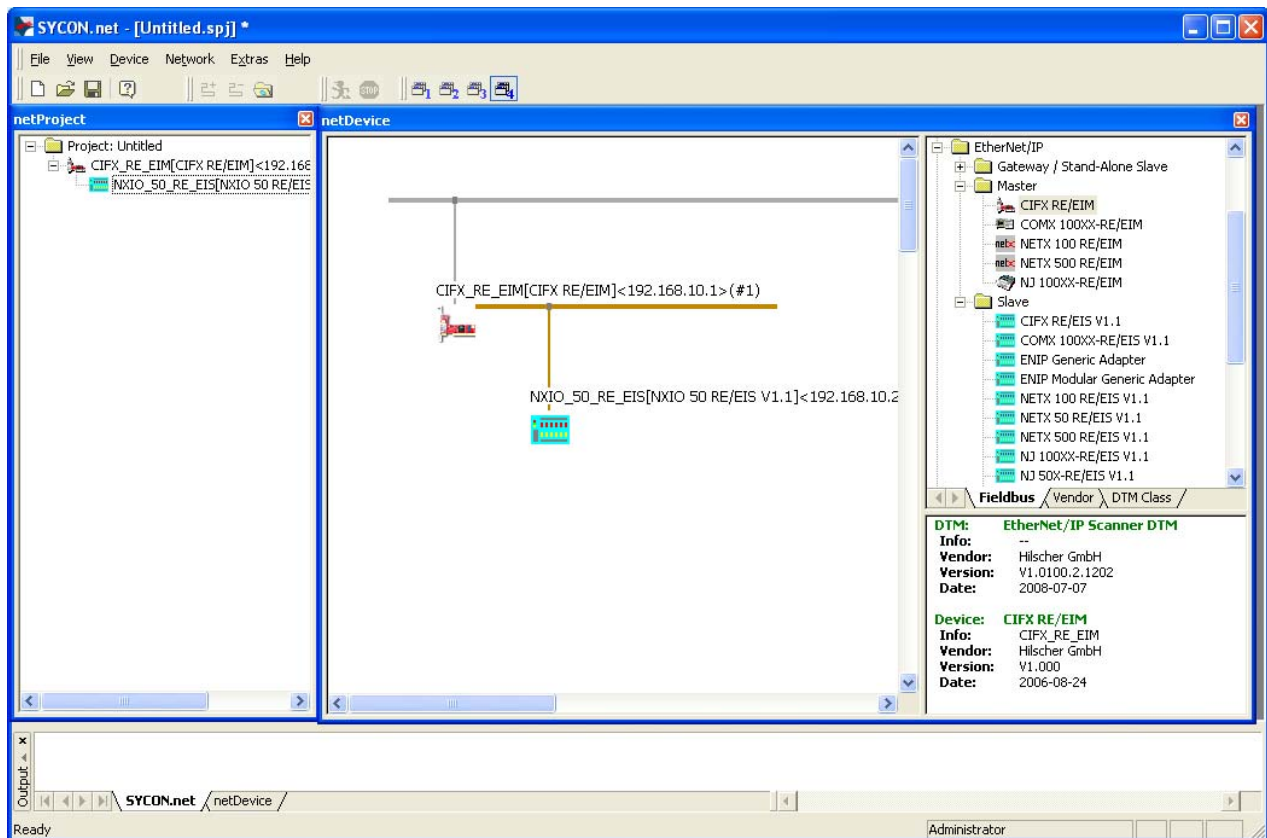 SYCON.net - [Untitled.spj] *
File View Device Network Extras Help
netProject
Project: Untitled
CIFX_RE_EIM[CIFX RE/EIM]<192.168
NXIO_50_RE_EIS[NXIO 50 RE/EIS
netDevice
CIFX_RE_EIM[CIFX RE/EIM]<192.168.10.1>(#1)
NXIO_50_RE_EIS[NXIO 50 RE/EIS V1.1]<192.168.10.2
EtherNet/IP
Gateway / Stand-Alone Slave
Master
CIFX RE/EIM
COMX 100XX-RE/EIM
netX NETX 100 RE/EIM
netX NETX 500 RE/EIM
NJ 100XX-RE/EIM
Slave
CIFX RE/EIS V1.1
COMX 100XX-RE/EIS V1.1
ENIP Generic Adapter
ENIP Modular Generic Adapter
NETX 100 RE/EIS V1.1
NETX 50 RE/EIS V1.1
NETX 500 RE/EIS V1.1
NJ 100XX-RE/EIS V1.1
NJ 50X-RE/EIS V1.1
Fieldbus Vendor DTM Class
DTM: EtherNet/IP Scanner DTM
Info: --
Vendor: Hilscher GmbH
Version: V1.0100.2.1202
Date: 2008-07-07
Device: CIFX RE/EIM
Info: CIFX_RE_EIM
Vendor: Hilscher GmbH
Version: V1.000
Date: 2006-08-24
Output
SYCON.net netDevice
Ready
Administrator